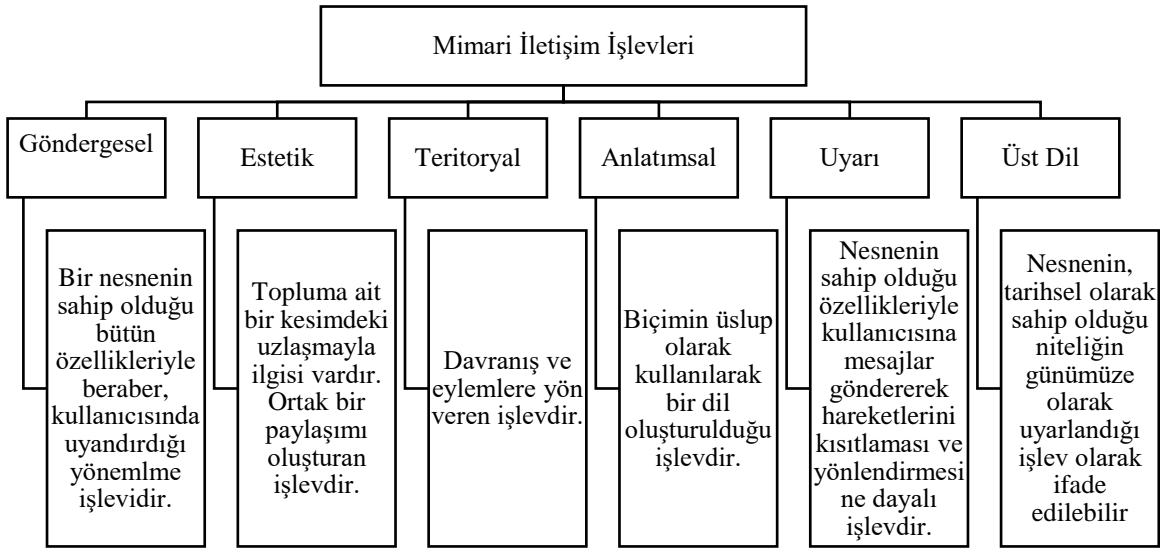 Mimari İletişim İşlevleri
Göndergesel
Estetik
Teritoryal
Anlatımsal
Uyarı
Üst Dil
Bir nesnenin
sahip olduğu
bütün
özellikleriyle
beraber,
kullanıcısında
uyandırdığı
yönemlme
işlevidir.
Topluma ait
bir kesimdeki
uzlaşmayla
ilgisi vardır.
Ortak bir
paylaşımı
oluşturan
işlevdir.
Davranış ve
eylemlere yön
veren işlevdir.
Biçimin üslup
olarak
kullanılarak
bir dil
oluşturulduğu
işlevdir.
Nesnenin
sahip olduğu
özellikleriyle
kullanıcısına
mesajlar
göndererek
hareketlerini
kısıtlaması ve
yönlendirmesi
ne dayalı
işlevdir.
Nesnenin,
tarihsel olarak
sahip olduğu
niteliğin
günümüze
olarak
uyarlandığı
işlev olarak
ifade
edilebilir